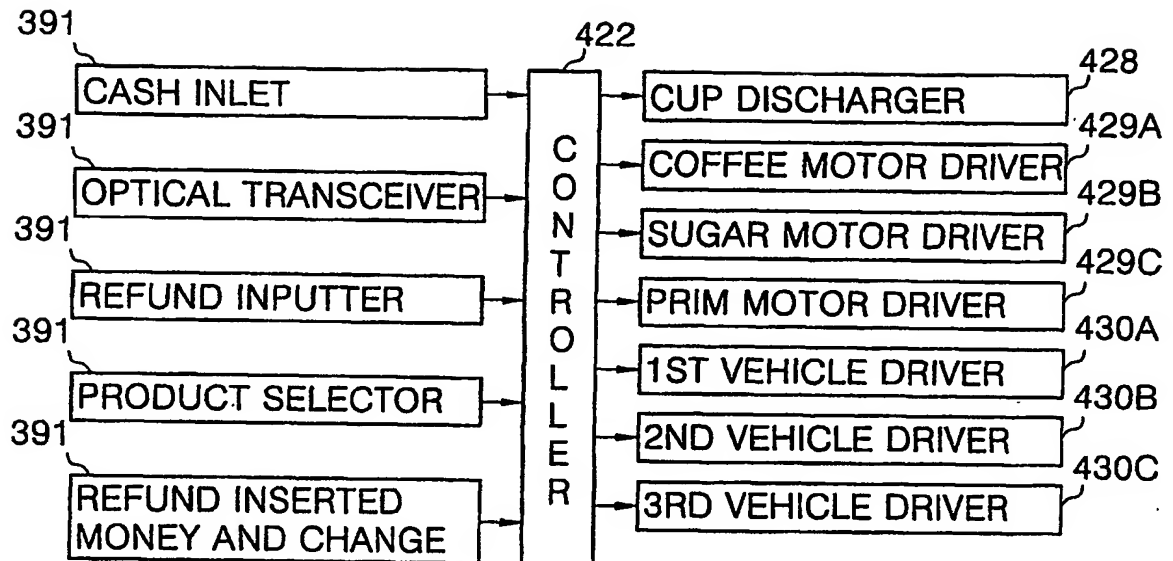 391
CASH INLET
391
OPTICAL TRANSCEIVER
391
REFUND INPUTTER
391
PRODUCT SELECTOR
391
REFUND INSERTED
MONEY AND CHANGE
422
CONTROLLER
428
CUP DISCHARGER
429A
COFFEE MOTOR DRIVER
429B
SUGAR MOTOR DRIVER
429C
PRIM MOTOR DRIVER
430A
1ST VEHICLE DRIVER
430B
2ND VEHICLE DRIVER
430C
3RD VEHICLE DRIVER